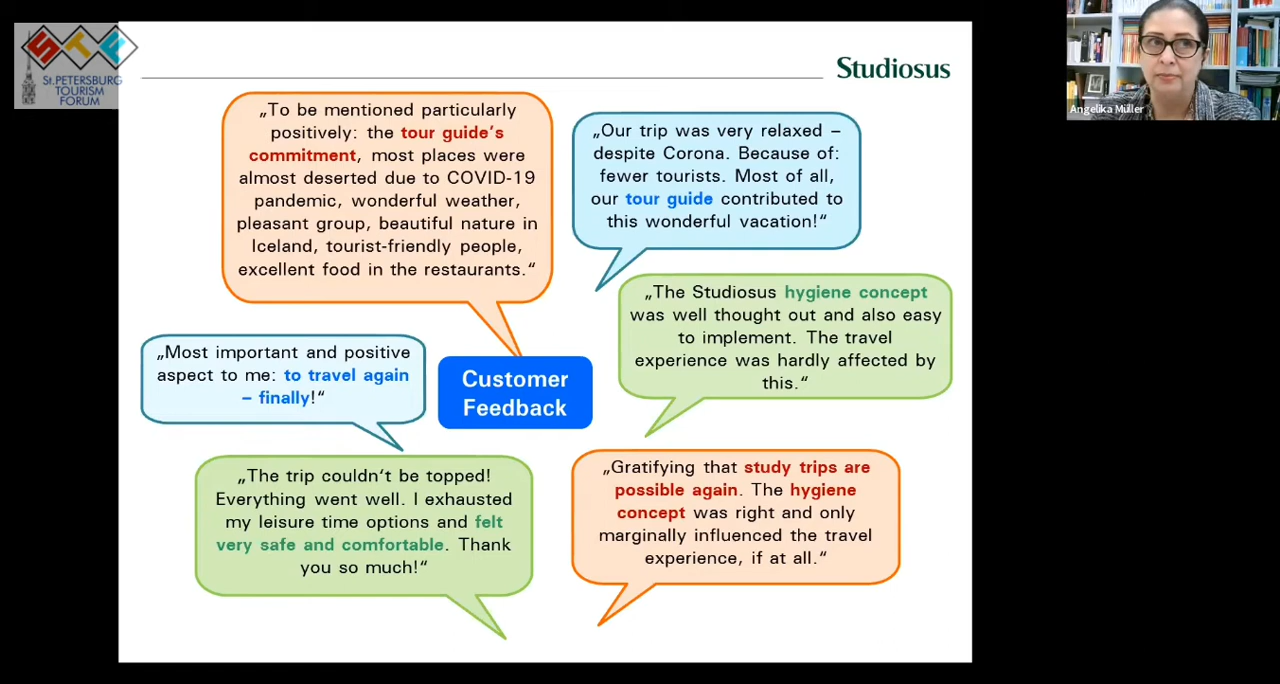 STF
St.PETERSBURG
TOURISM
FORUM
Studiosus
„To be mentioned particularly
positively: the tour guide's
commitment, most places were
almost deserted due to COVID-19
pandemic, wonderful weather,
pleasant group, beautiful nature in
Iceland, tourist-friendly people,
excellent food in the restaurants.“
„Our trip was very relaxed –
despite Corona. Because of:
fewer tourists. Most of all,
our tour guide contributed to
this wonderful vacation!“
„The Studiosus hygiene concept
was well thought out and also easy
to implement. The travel
experience was hardly affected by
this.“
„Most important and positive
aspect to me: to travel again
– finally!“
Customer
Feedback
„The trip couldn‘t be topped!
Everything went well. I exhausted
my leisure time options and felt
very safe and comfortable. Thank
you so much!“
„Gratifying that study trips are
possible again. The hygiene
concept was right and only
marginally influenced the travel
experience, if at all.“
Angelika Müller